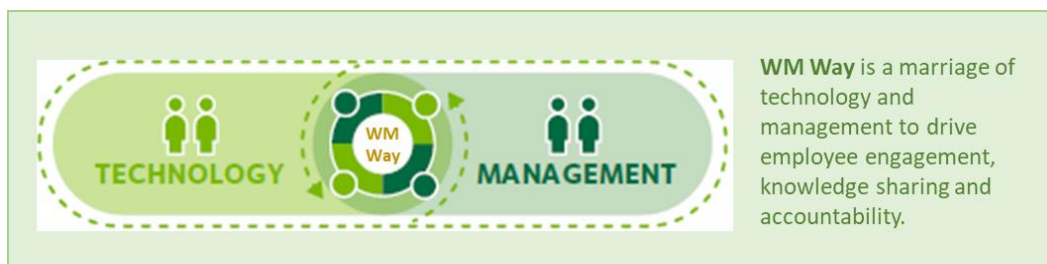 TECHNOLOGY
WM
Way
MANAGEMENT
WM Way is a marriage of
technology and
management to drive
employee engagement,
knowledge sharing and
accountability.